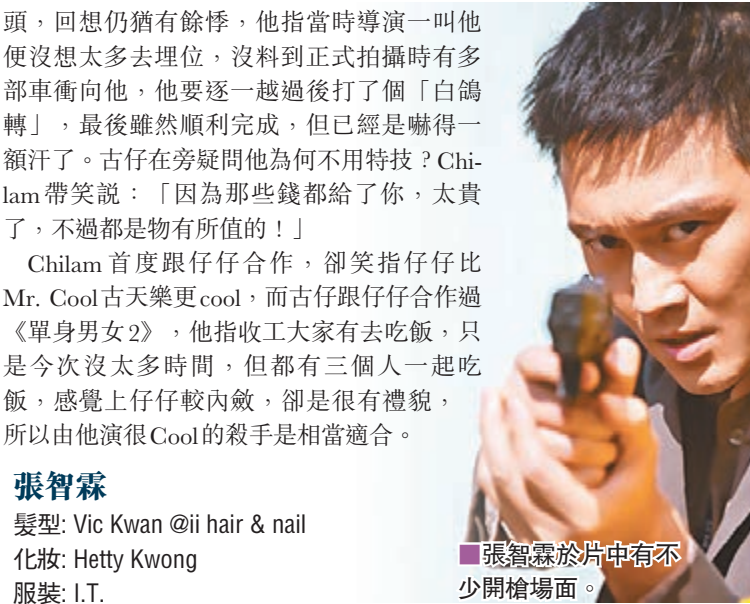 頭，回想仍猶有餘悸，他指當時導演一叫他
便沒想太多去埋位，沒料到正式拍攝時有多
部車衝向他，他要逐一越過後打了個「白鴿
轉」，最後雖然順利完成，但已經是嚇得一
額汗了。古仔在旁疑問他為何不用特技？Chi-
lam帶笑説：「因為那些錢都給了你，太貴
了，不過都是物有所值的！」
Chilam首度跟仔仔合作，卻笑指仔仔比
Mr. Cool古天樂更cool，而古仔跟仔仔合作過
《單身男女2》，他指收工大家有去吃飯，只
是今次沒太多時間，但都有三個人一起吃
飯，感覺上仔仔較內斂，卻是很有禮貌，
所以由他演很Cool的殺手是相當適合。
張智霖
髮型: Vic Kwan @ii hair & nail
化妝: Hetty Kwong
服裝: I.T.
■張智霖於片中有不
少開槍場面。